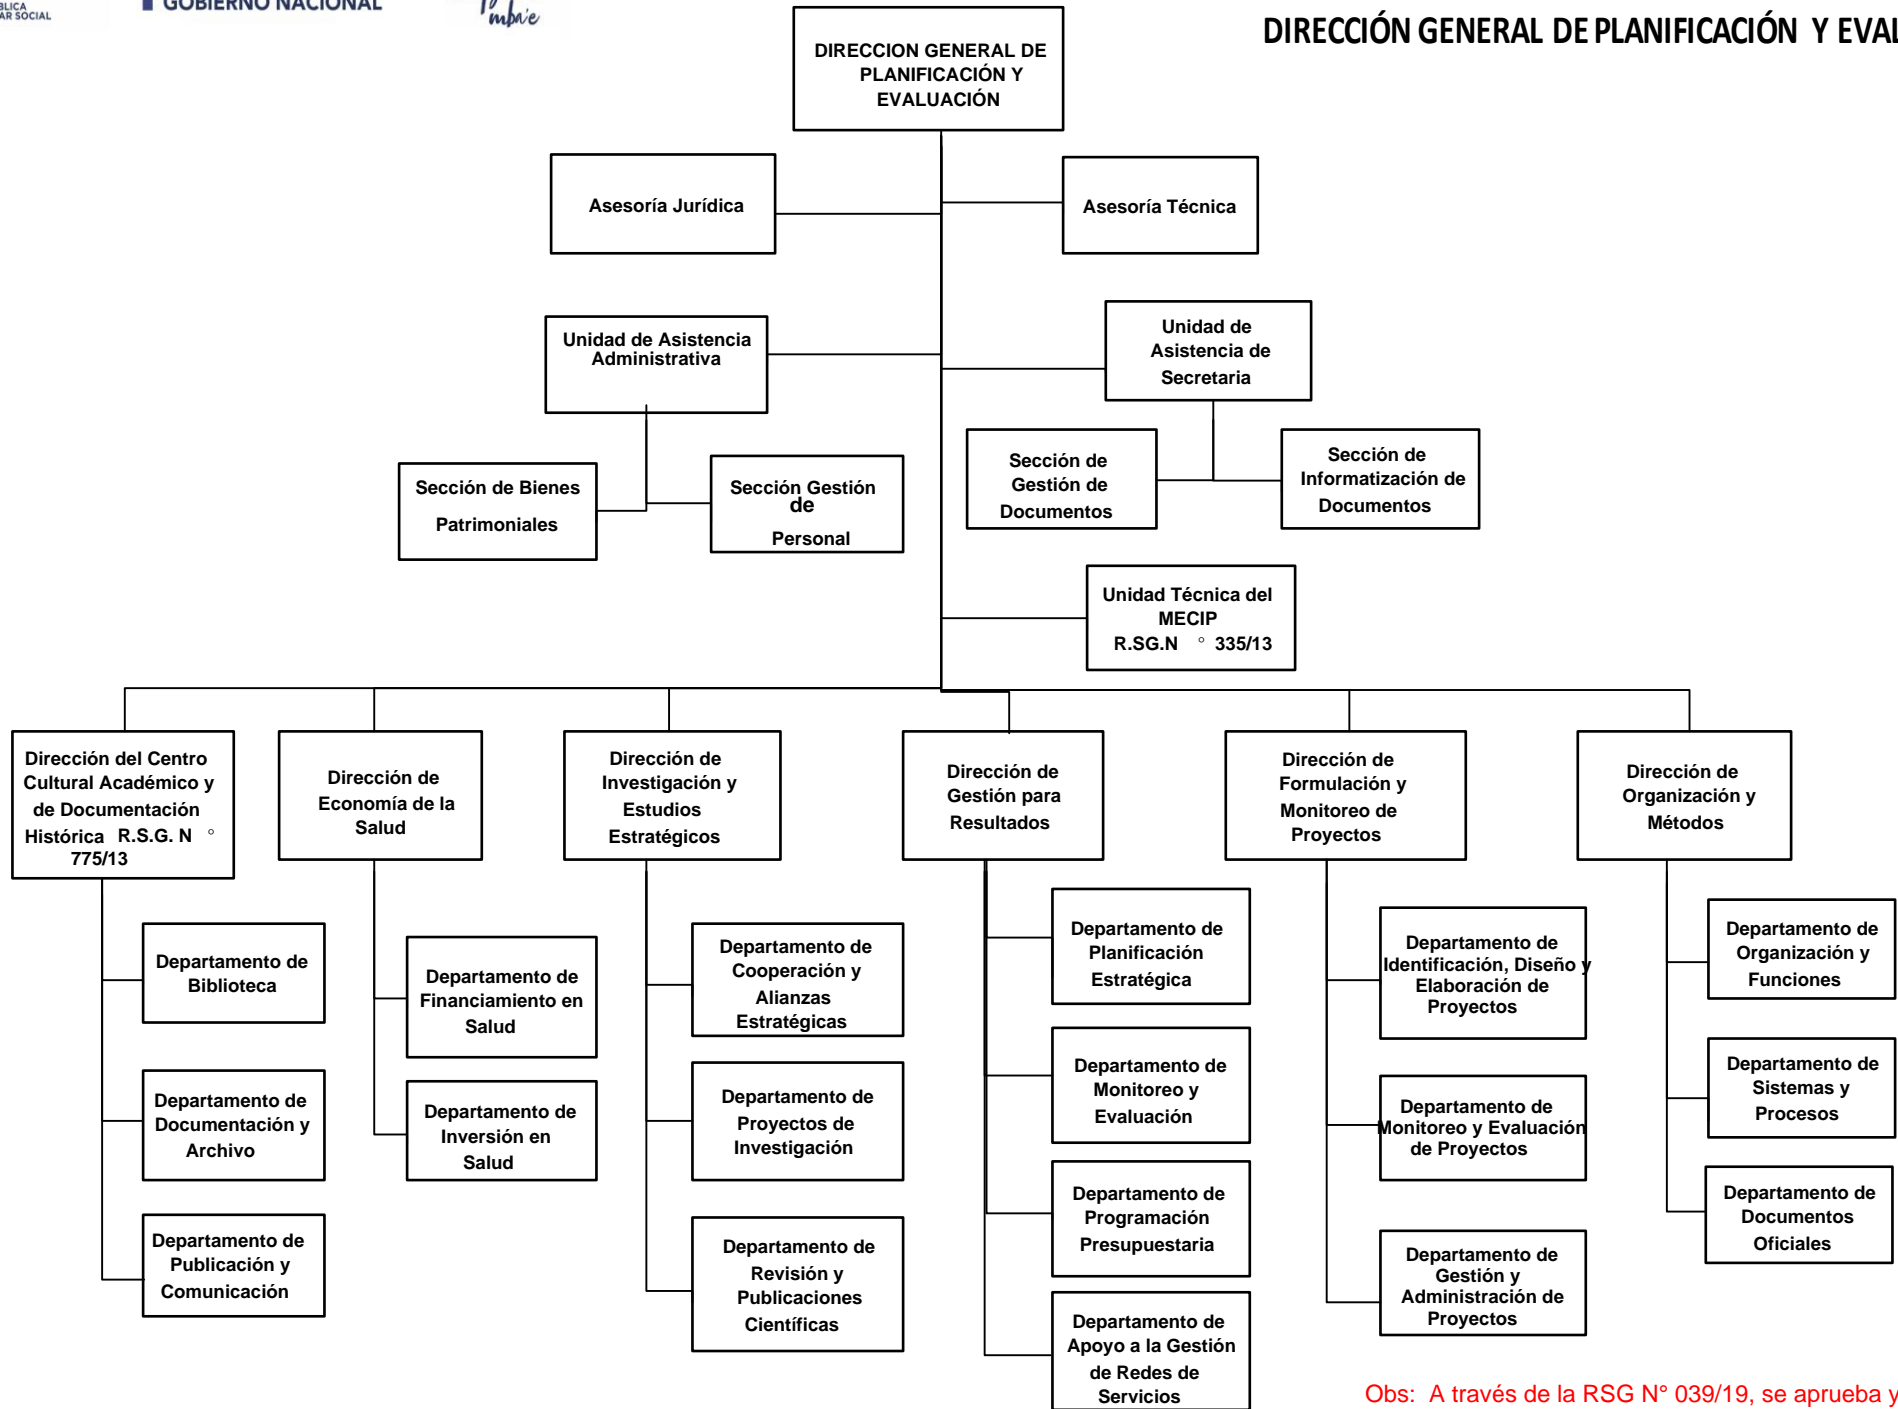 AR SOCIAL
GOBIERNO NACIONAL
mba'e
DIRECCIÓN GENERAL DE PLANIFICACIÓN Y EVAL
DIRECCION GENERAL DE
PLANIFICACIÓN Y
EVALUACIÓN
Asesoría Jurídica
Asesoría Técnica
Unidad de Asistencia
Administrativa
Unidad de
Asistencia de
Secretaria
Sección de Bienes
Patrimoniales
Sección Gestión
de
Personal
Sección de
Gestión de
Documentos
Sección de
Informatización de
Documentos
Unidad Técnica del
MECIP
R.SG.N ° 335/13
Dirección del Centro
Cultural Académico y
de Documentación
Histórica R.S.G. N °
775/13
Dirección de
Economía de la
Salud
Dirección de
Investigación y
Estudios
Estratégicos
Dirección de
Gestión para
Resultados
Dirección de
Formulación y
Monitoreo de
Proyectos
Dirección de
Organización y
Métodos
Departamento de
Biblioteca
Departamento de
Documentación y
Archivo
Departamento de
Publicación y
Comunicación
Departamento de
Financiamiento en
Salud
Departamento de
Inversión en
Salud
Departamento de
Cooperación y
Alianzas
Estratégicas
Departamento de
Proyectos de
Investigación
Departamento de
Revisión y
Publicaciones
Científicas
Departamento de
Planificación
Estratégica
Departamento de
Monitoreo y
Evaluación
Departamento de
Programación
Presupuestaria
Departamento de
Apoyo a la Gestión
de Redes de
Servicios
Departamento de
Identificación, Diseño y
Elaboración de
Proyectos
Departamento de
Monitoreo y Evaluación
de Proyectos
Departamento de
Gestión y
Administración de
Proyectos
Departamento de
Organización y
Funciones
Departamento de
Sistemas y
Procesos
Departamento de
Documentos
Oficiales
Obs: A través de la RSG N° 039/19, se aprueba y